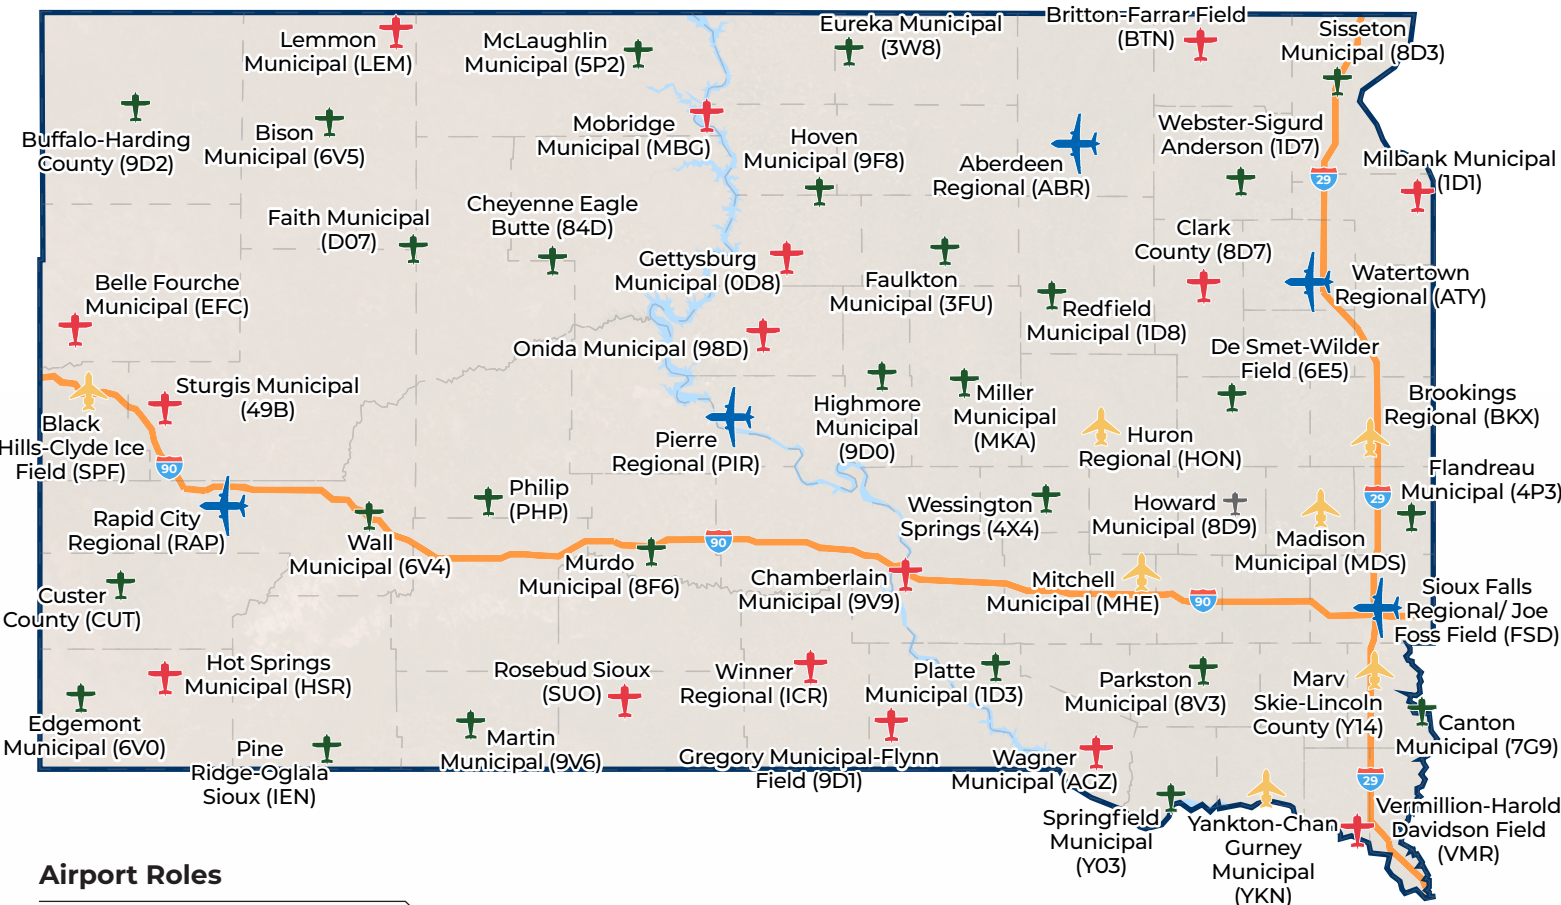 Lemmon
Municipal (LEM)
McLaughlin
Municipal (5P2)
Eureka Municipal
(3W8)
Britton-Farrar Field
(BTN)
Sisseton
Municipal (8D3)
Buffalo-Harding
County (9D2)
Bison
Municipal (6V5)
Mobridge
Municipal (MBG)
Hoven
Municipal (9F8)
Aberdeen
Regional (ABR)
Webster-Sigurd
Anderson (1D7)
29
Milbank Municipal
(1D1)
Faith Municipal
(D07)
Cheyenne Eagle
Butte (84D)
Gettysburg
Municipal (0D8)
Faulkton
Municipal (3FU)
Clark
County (8D7)
Watertown
Regional (ATY)
Belle Fourche
Municipal (EFC)
Redfield
Municipal (1D8)
Onida Municipal (98D)
De Smet-Wilder
Field (6E5)
Sturgis Municipal
(49B)
Black
Hills-Clyde Ice
Field (SPF)
90
Pierre
Regional (PIR)
Highmore
Municipal
(9D0)
Miller
Municipal
(MKA)
Huron
Regional (HON)
Brookings
Regional (BKX)
Flandreau
Municipal (4P3)
29
Rapid City
Regional (RAP)
Wall
Municipal (6V4)
Philip
(PHP)
Murdo
Municipal (8F6)
90
Chamberlain
Municipal (9V9)
Wessington
Springs (4X4)
Howard
Municipal (8D9)
Madison
Municipal (MDS)
Mitchell
Municipal (MHE)
90
Sioux Falls
Regional/ Joe
Foss Field (FSD)
Custer
County (CUT)
Hot Springs
Municipal (HSR)
Rosebud Sioux
(SUO)
Winner
Regional (ICR)
Platte
Municipal (1D3)
Parkston
Municipal (8V3)
Marv
Skie-Lincoln
County (Y14)
Canton
Municipal (7G9)
Edgemont
Municipal (6V0)
Pine
Ridge-Oglala
Sioux (IEN)
Martin
Municipal (9V6)
Gregory Municipal-Flynn
Field (9D1)
Wagner
Municipal (AGZ)
29
Springfield
Municipal
(Y03)
Yankton-Chan
Gurney
Municipal
(YKN)
Vermillion-Harold
Davidson Field
(VMR)
Airport Roles